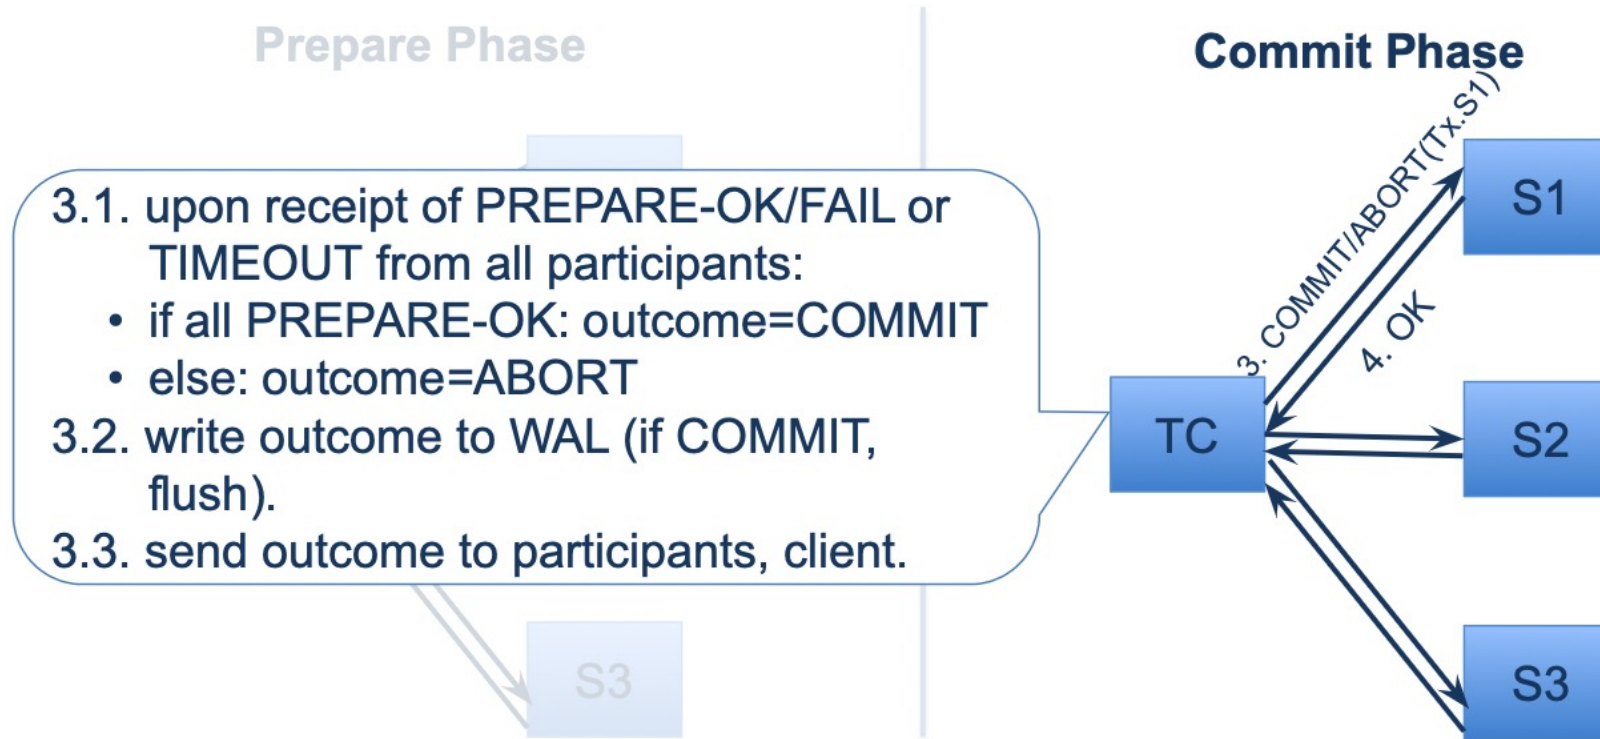 Prepare Phase
Commit Phase
3.1. upon receipt of PREPARE-OK/FAIL or
TIMEOUT from all participants:
• if all PREPARE-OK: outcome=COMMIT
• else: outcome=ABORT
3.2. write outcome to WAL (if COMMIT,
flush).
3.3. send outcome to participants, client.
3. COMMIT/ABORT(Tx.S1)
4. OK
TC
S1
S2
S3
S3